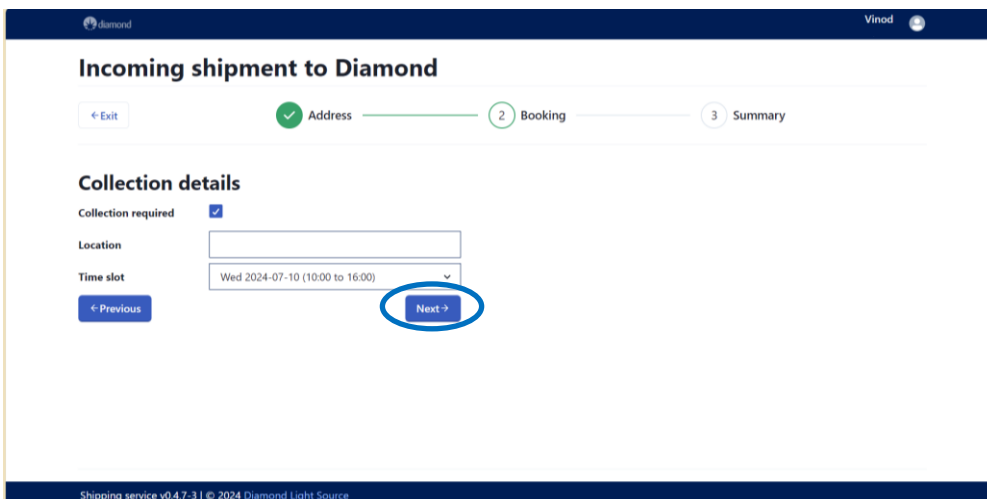 diamond
Vinod
Incoming shipment to Diamond
←Exit
Address
2 Booking
3 Summary
Collection details
Collection required
Location
Time slot
Wed 2024-07-10 (10:00 to 16:00)
←Previous
Next→
Shipping service v0.4.7-3 | © 2024 Diamond Light Source